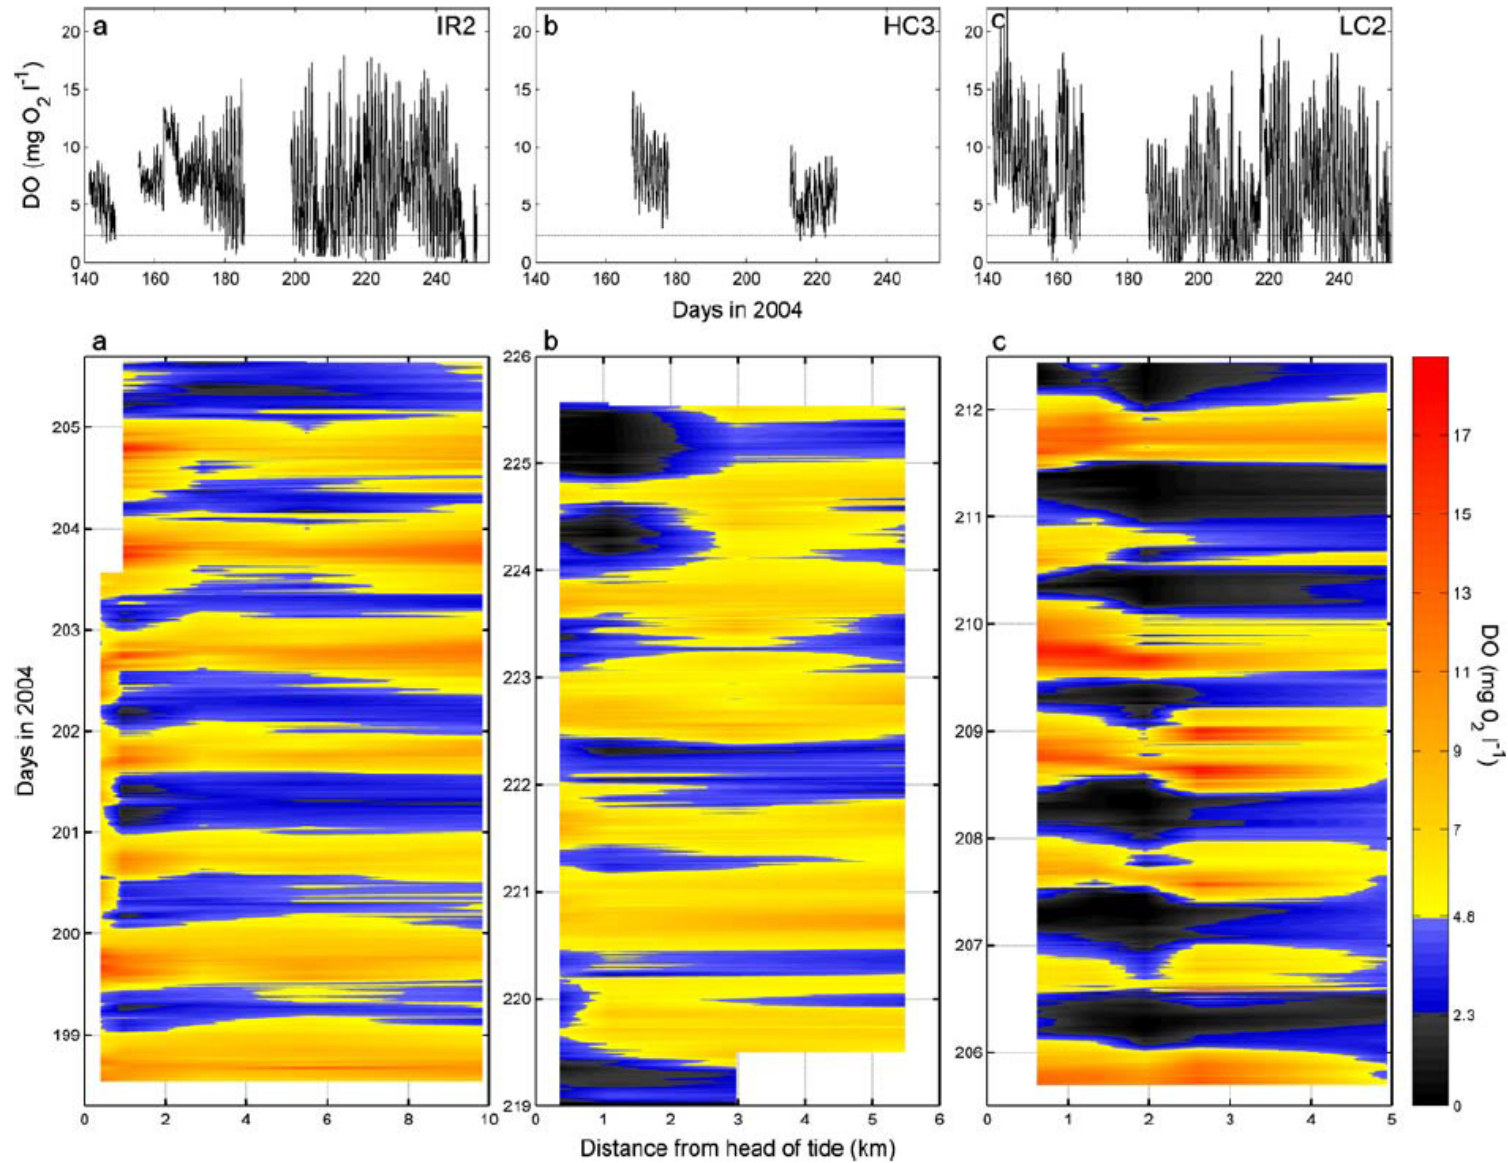 a IR2
b HC3
c LC2
DO (mg O2 l-1)
20 20 20
15 15 15
10 10 10
5 5 5
0 0 0
140 160 180 200 220 240
140 160 180 200 220 240
140 160 180 200 220 240
Days in 2004
a
b
c
Days in 2004
205
204
203
202
201
200
199
0 2 4 6 8 10
226
225
224
223
222
221
220
219
0 1 2 3 4 5 6
212
211
210
209
208
207
206
0 1 2 3 4 5
Distance from head of tide (km)
17
15
13
11
9
7
4.8
2.3
0
DO (mg 02 l-1)